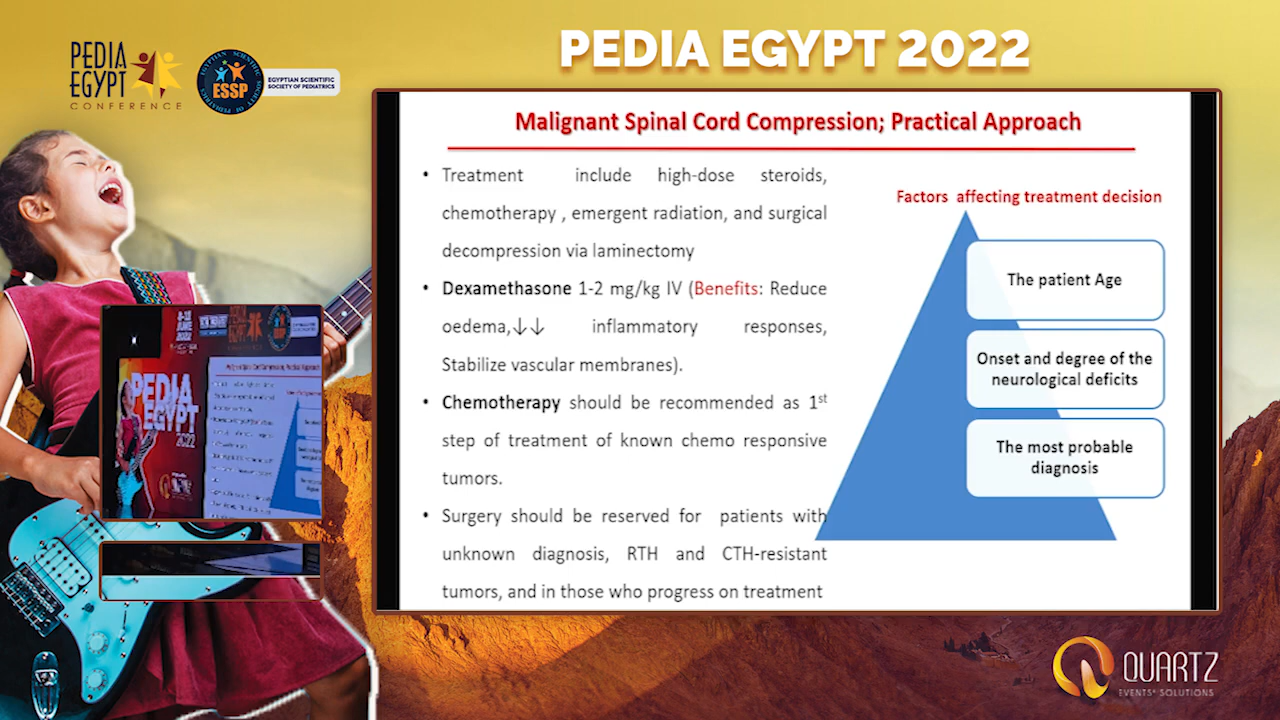 PEDIA EGYPT 2022
PEDIA
EGYPT
CONFERENCE
ESSP
EGYPTIAN SCIENTIFIC
SOCIETY OF PEDIATRICS
Malignant Spinal Cord Compression; Practical Approach
• Treatment include high-dose steroids,
chemotherapy , emergent radiation, and surgical
decompression via laminectomy
• Dexamethasone 1-2 mg/kg IV (Benefits: Reduce
oedema,↓↓ inflammatory responses,
Stabilize vascular membranes).
• Chemotherapy should be recommended as 1st
step of treatment of known chemo responsive
tumors.
• Surgery should be reserved for patients with
unknown diagnosis, RTH and CTH-resistant
tumors, and in those who progress on treatment
Factors affecting treatment decision
The patient Age
Onset and degree of the
neurological deficits
The most probable
diagnosis
PEDIA
EGYPT
2022
QUARTZ
EVENTS' SOLUTIONS